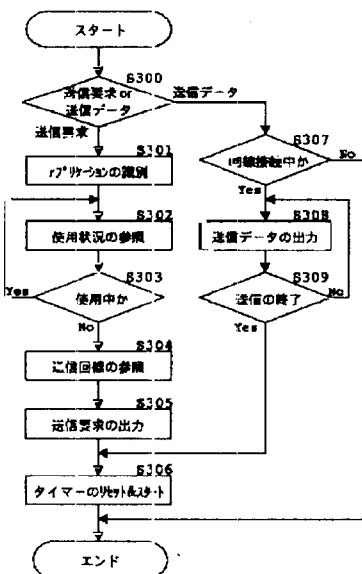 スタート
S300
送信要求 or
送信データ
送信データ
送信要求
S301
アプリケーションの識別
S302
使用状況の参照
S303
使用中か
Yes
No
S304
送信回線の参照
S305
送信要求の出力
S306
タイマーのリセット&スタート
エンド
S307
回線接続中か
No
Yes
S308
送信データの出力
S309
送信の終了
No
Yes